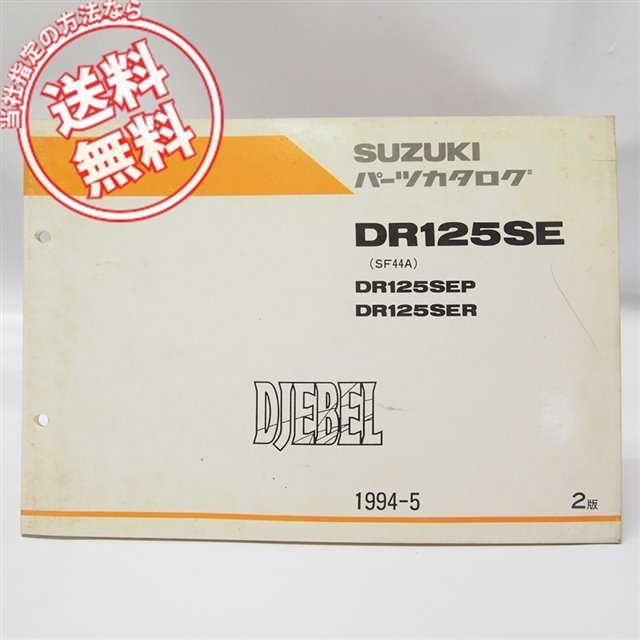 当社指定の方法なら
送料
無料
SUZUKI
パーツカタログ
DR125SE
(SF44A)
DR125SEP
DR125SER
DJEBEL
1994-5
2版